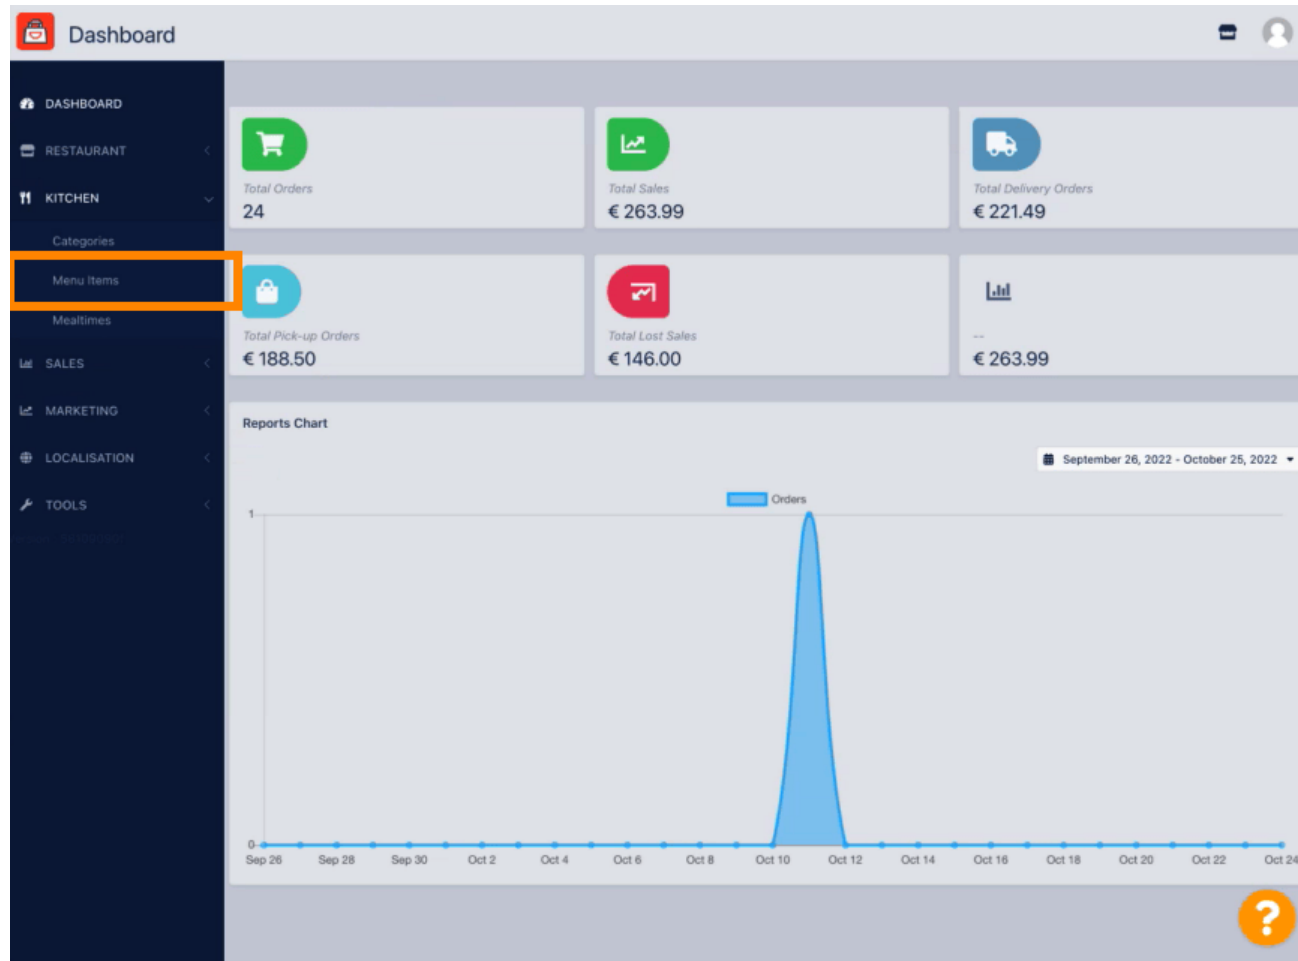 Dashboard
DASHBOARD
RESTAURANT
KITCHEN
Categories
Menu Items
Mealtimes
SALES
MARKETING
LOCALISATION
TOOLS
Total Orders
24
Total Sales
€ 263.99
Total Delivery Orders
€ 221.49
Total Pick-up Orders
€ 188.50
Total Lost Sales
€ 146.00
--
€ 263.99
Reports Chart
September 26, 2022 - October 25, 2022
Orders
1
0
Sep 26 Sep 28 Sep 30 Oct 2 Oct 4 Oct 6 Oct 8 Oct 10 Oct 12 Oct 14 Oct 16 Oct 18 Oct 20 Oct 22 Oct 24
?